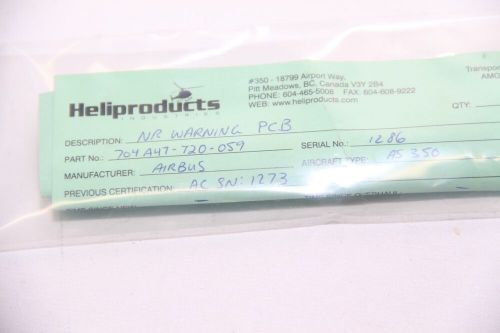 Heliproducts
INDUSTRIES
#350 - 18799 Airport Way,
Pitt Meadows, BC, Canada V3Y 2B4
PHONE: 604-465-5008 FAX: 604-608-9222
WEB: www.heliproducts.com
Transport
AMO
QTY:
DESCRIPTION: NR WARNING PCB
PART No.: 704A47-720-059 SERIAL No.: 1286
MANUFACTURER: AIRBUS AIRCRAFT TYPE: AS 350
PREVIOUS CERTIFICATION: AC SN: 1273